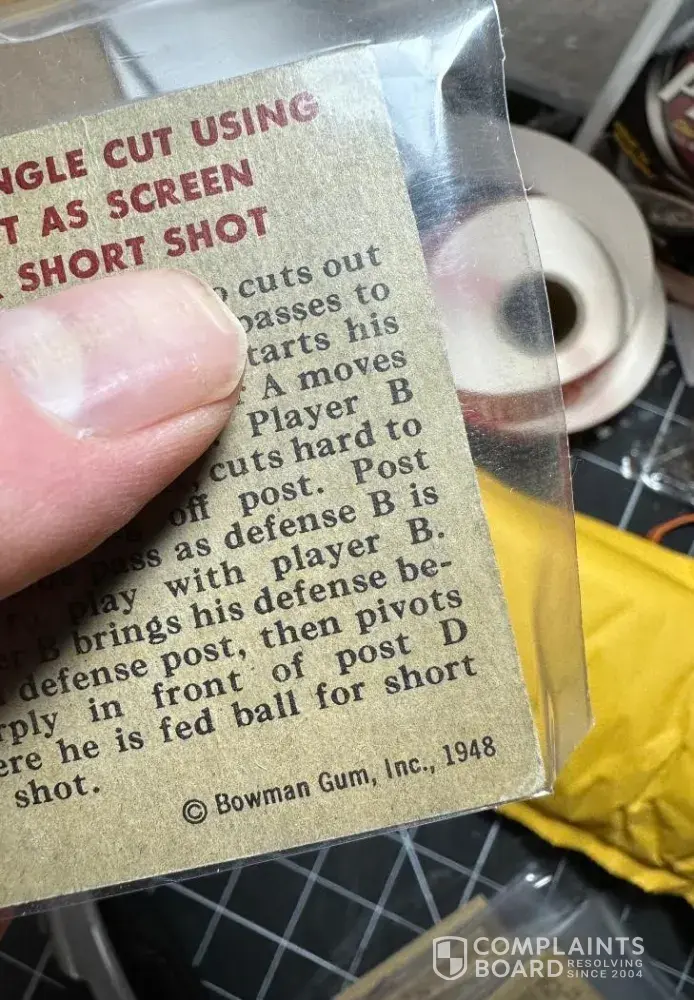 NGLE CUT USING
T AS SCREEN
SHORT SHOT
cuts out
passes to
tarts his
A moves
Player B
cuts hard to
off post. Post
pass as defense B is
play with player B.
B brings his defense be-
defense post, then pivots
rply in front of post D
ere he is fed ball for short
shot.
© Bowman Gum, Inc., 1948
COMPLAINTS
BOARD RESOLVING
SINCE 2004